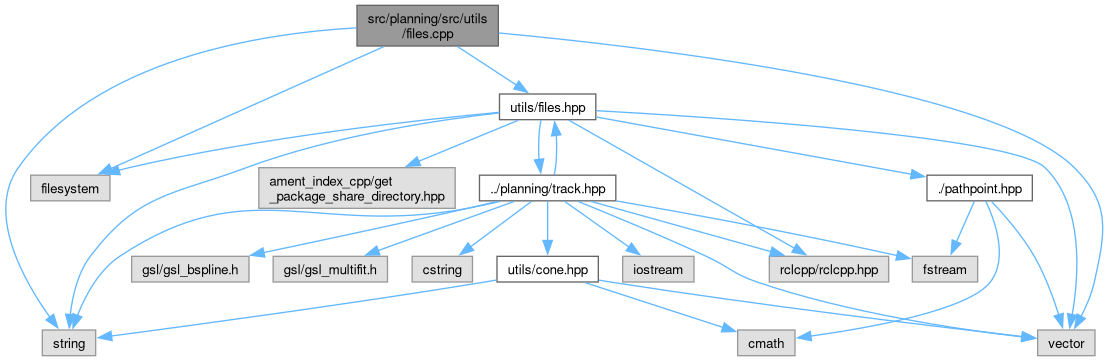 src/planning/src/utils
/files.cpp
utils/files.hpp
filesystem
ament_index_cpp/get
_package_share_directory.hpp
../planning/track.hpp
./pathpoint.hpp
gsl/gsl_bspline.h
gsl/gsl_multifit.h
cstring
utils/cone.hpp
iostream
rclcpp/rclcpp.hpp
fstream
string
cmath
vector